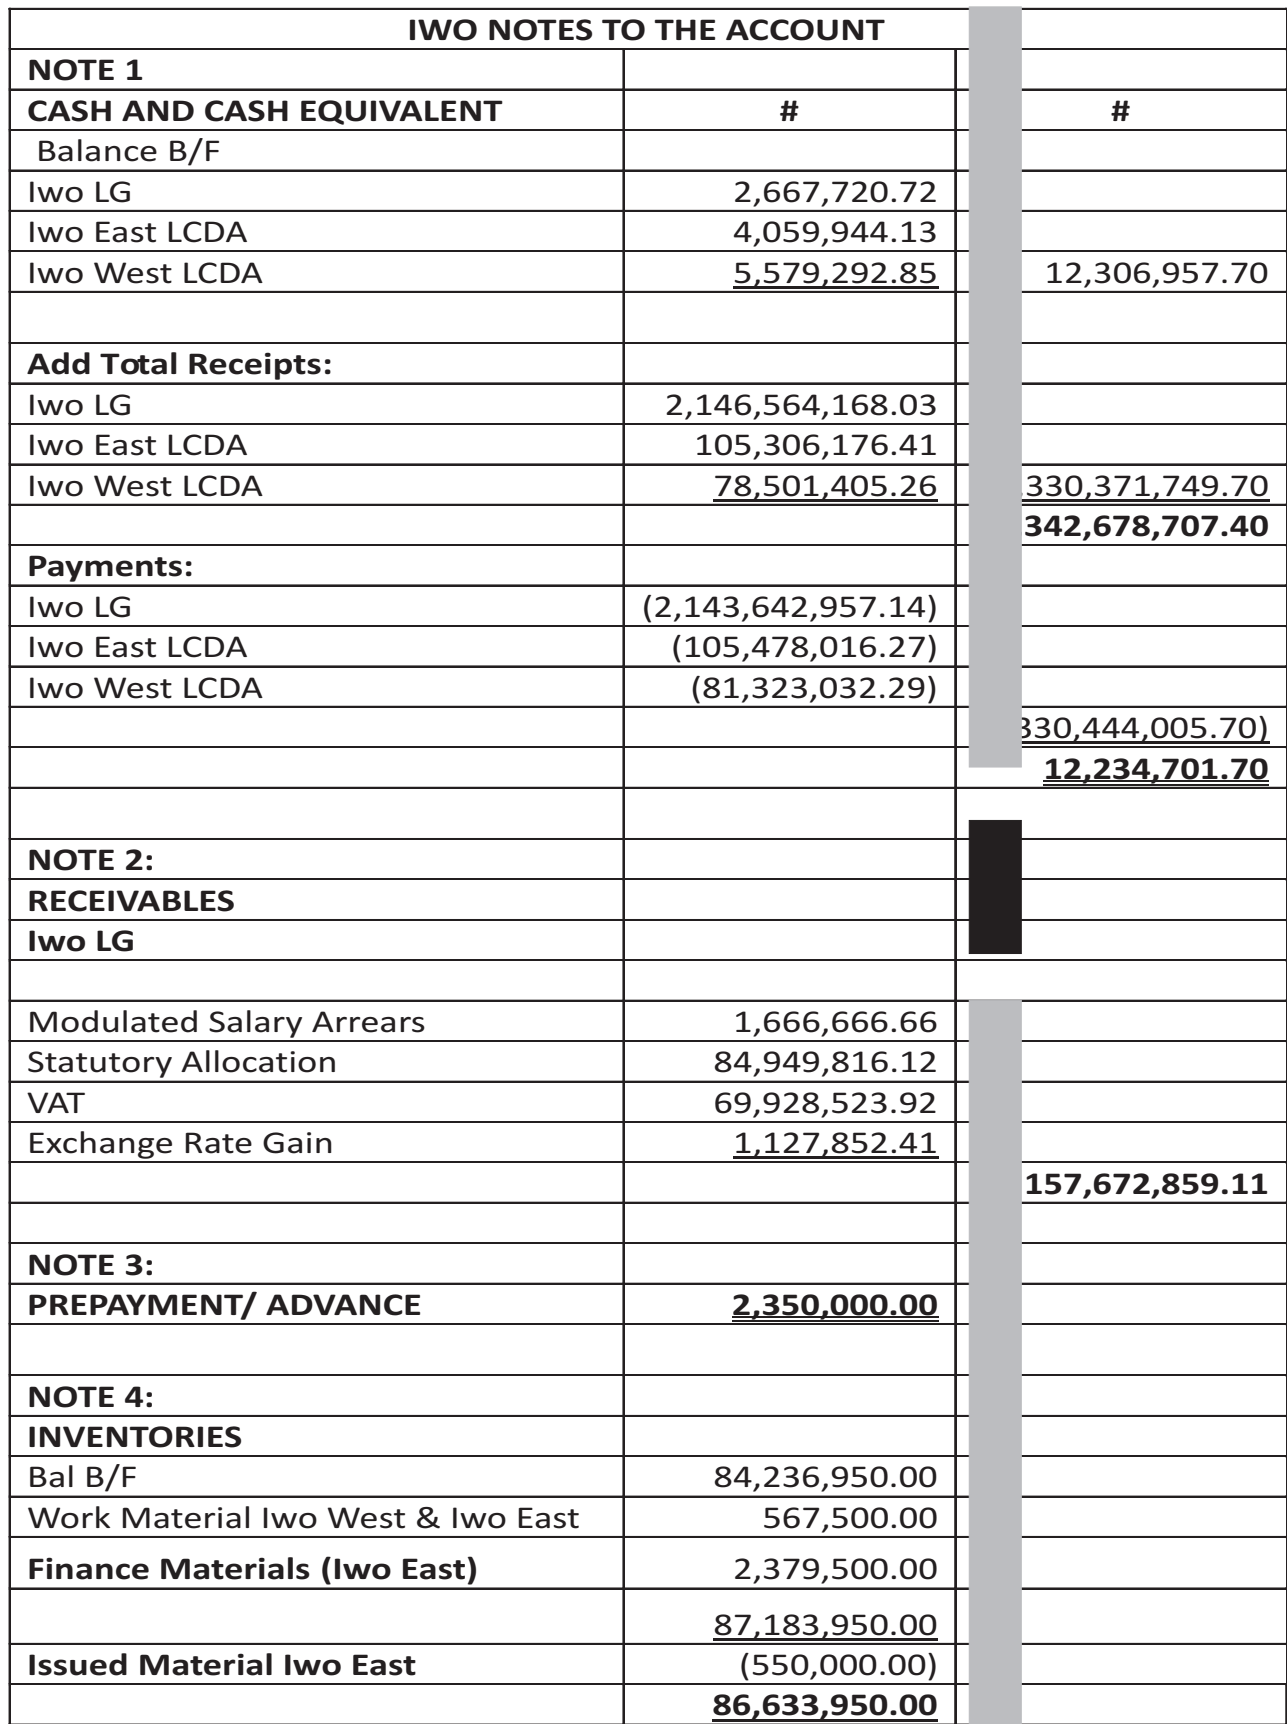 IWO NOTES TO THE ACCOUNT
NOTE 1
CASH AND CASH EQUIVALENT # #
Balance B/F
Iwo LG 2,667,720.72
Iwo East LCDA 4,059,944.13
Iwo West LCDA 5,579,292.85 12,306,957.70
Add Total Receipts:
Iwo LG 2,146,564,168.03
Iwo East LCDA 105,306,176.41
Iwo West LCDA 78,501,405.26 330,371,749.70
342,678,707.40
Payments:
Iwo LG (2,143,642,957.14)
Iwo East LCDA (105,478,016.27)
Iwo West LCDA (81,323,032.29)
330,444,005.70)
12,234,701.70
NOTE 2:
RECEIVABLES
Iwo LG
Modulated Salary Arrears 1,666,666.66
Statutory Allocation 84,949,816.12
VAT 69,928,523.92
Exchange Rate Gain 1,127,852.41
157,672,859.11
NOTE 3:
PREPAYMENT/ ADVANCE 2,350,000.00
NOTE 4:
INVENTORIES
Bal B/F 84,236,950.00
Work Material Iwo West & Iwo East 567,500.00
Finance Materials (Iwo East) 2,379,500.00
87,183,950.00
Issued Material Iwo East (550,000.00)
86,633,950.00